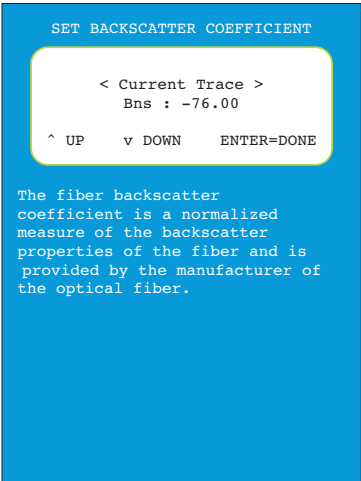 SET BACKSCATTER COEFFICIENT
< Current Trace >
Bns : -76.00
^ UP v DOWN ENTER=DONE
The fiber backscatter
coefficient is a normalized
measure of the backscatter
properties of the fiber and is
provided by the manufacturer of
the optical fiber.